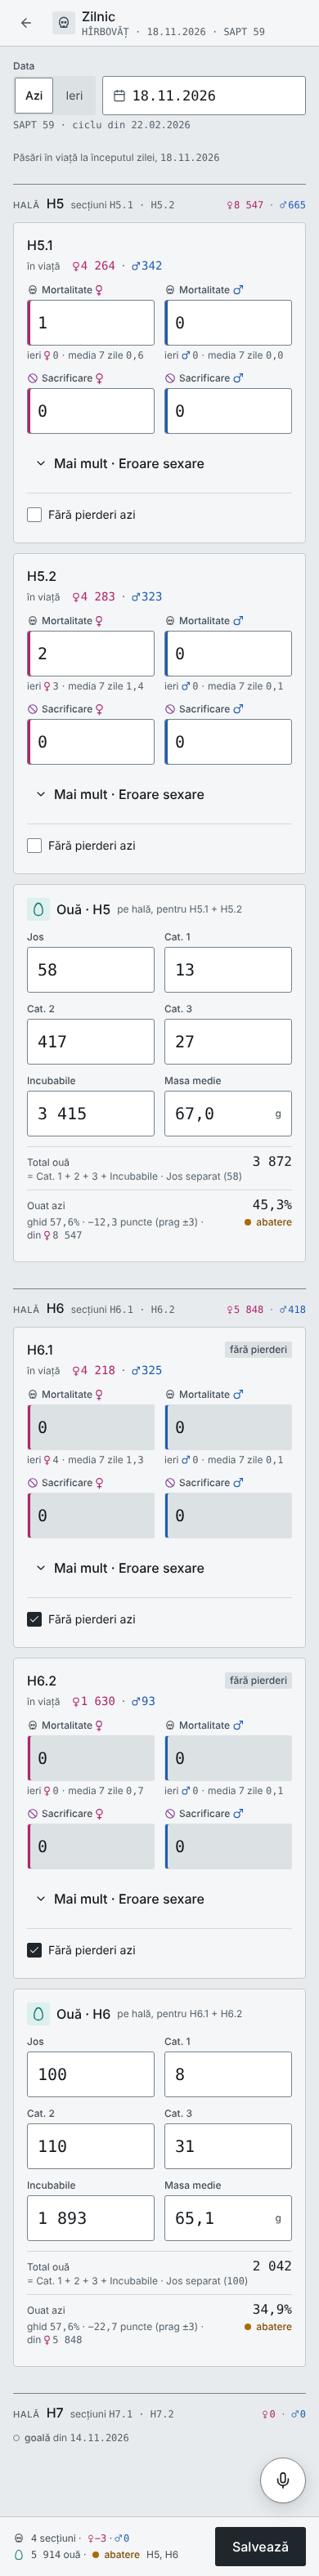 Zilnic
HÎRBOVĂȚ · 18.11.2026 · SAPT 59
Data
Azi Ieri 18.11.2026
SAPT 59 · ciclu din 22.02.2026
Păsări în viață la începutul zilei, 18.11.2026
HALĂ H5 secțiuni H5.1 · H5.2 ♀8 547 · ♂665
H5.1
în viață ♀4 264 · ♂342
Mortalitate ♀ Mortalitate ♂
1 0
ieri ♀ 0 · media 7 zile 0,6 ieri ♂ 0 · media 7 zile 0,0
Sacrificare ♀ Sacrificare ♂
0 0
Mai mult · Eroare sexare
Fără pierderi azi
H5.2
în viață ♀4 283 · ♂323
Mortalitate ♀ Mortalitate ♂
2 0
ieri ♀ 3 · media 7 zile 1,4 ieri ♂ 0 · media 7 zile 0,1
Sacrificare ♀ Sacrificare ♂
0 0
Mai mult · Eroare sexare
Fără pierderi azi
Ouă · H5 pe hală, pentru H5.1 + H5.2
Jos Cat. 1
58 13
Cat. 2 Cat. 3
417 27
Incubabile Masa medie
3 415 67,0 g
Total ouă 3 872
= Cat. 1 + 2 + 3 + Incubabile · Jos separat (58)
Ouat azi 45,3%
ghid 57,6% · −12,3 puncte (prag ±3) · abatere
din ♀ 8 547
HALĂ H6 secțiuni H6.1 · H6.2 ♀5 848 · ♂418
H6.1 fără pierderi
în viață ♀4 218 · ♂325
Mortalitate ♀ Mortalitate ♂
0 0
ieri ♀ 4 · media 7 zile 1,3 ieri ♂ 0 · media 7 zile 0,1
Sacrificare ♀ Sacrificare ♂
0 0
Mai mult · Eroare sexare
Fără pierderi azi
H6.2 fără pierderi
în viață ♀1 630 · ♂93
Mortalitate ♀ Mortalitate ♂
0 0
ieri ♀ 0 · media 7 zile 0,7 ieri ♂ 0 · media 7 zile 0,1
Sacrificare ♀ Sacrificare ♂
0 0
Mai mult · Eroare sexare
Fără pierderi azi
Ouă · H6 pe hală, pentru H6.1 + H6.2
Jos Cat. 1
100 8
Cat. 2 Cat. 3
110 31
Incubabile Masa medie
1 893 65,1 g
Total ouă 2 042
= Cat. 1 + 2 + 3 + Incubabile · Jos separat (100)
Ouat azi 34,9%
ghid 57,6% · −22,7 puncte (prag ±3) · abatere
din ♀ 5 848
HALĂ H7 secțiuni H7.1 · H7.2 ♀0 · ♂0
goală din 14.11.2026
4 secțiuni · ♀−3 · ♂0
5 914 ouă · abatere H5, H6
Salvează